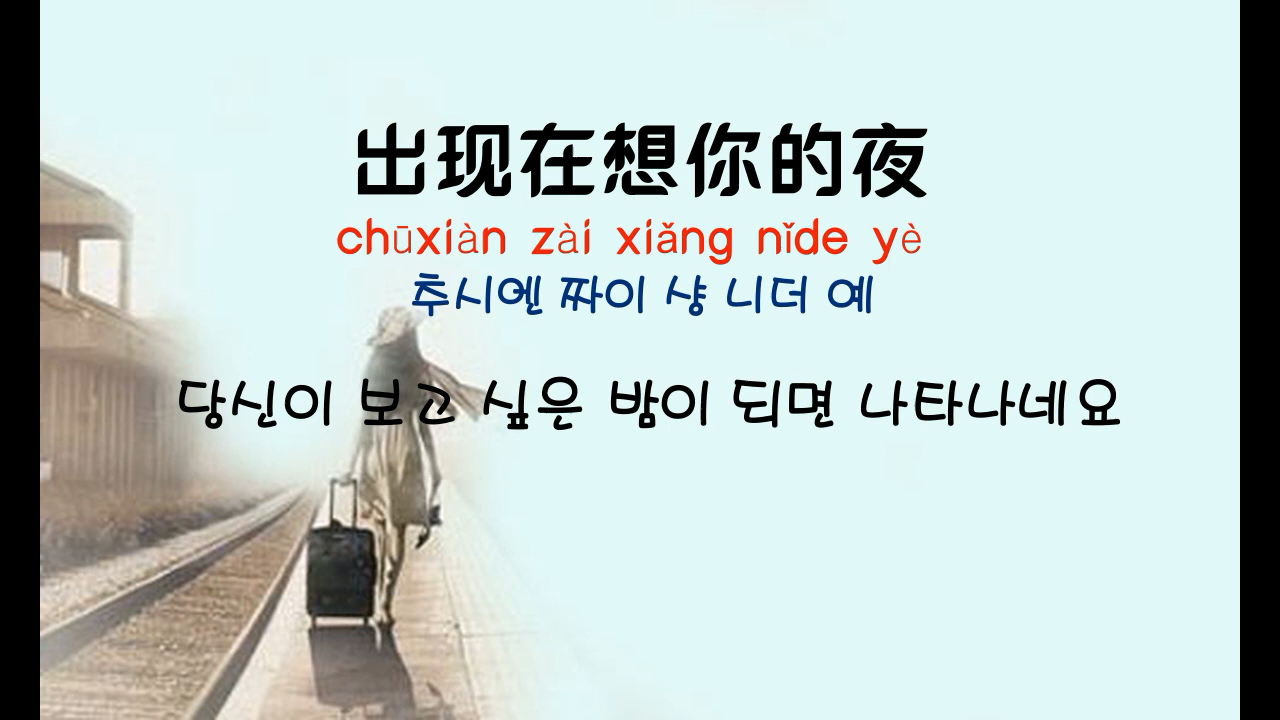 出现在想你的夜
chūxiàn zài xiǎng nǐde yè
추시엔 짜이 샹 니더 예
당신이 보고 싶은 밤이 되면 나타나네요